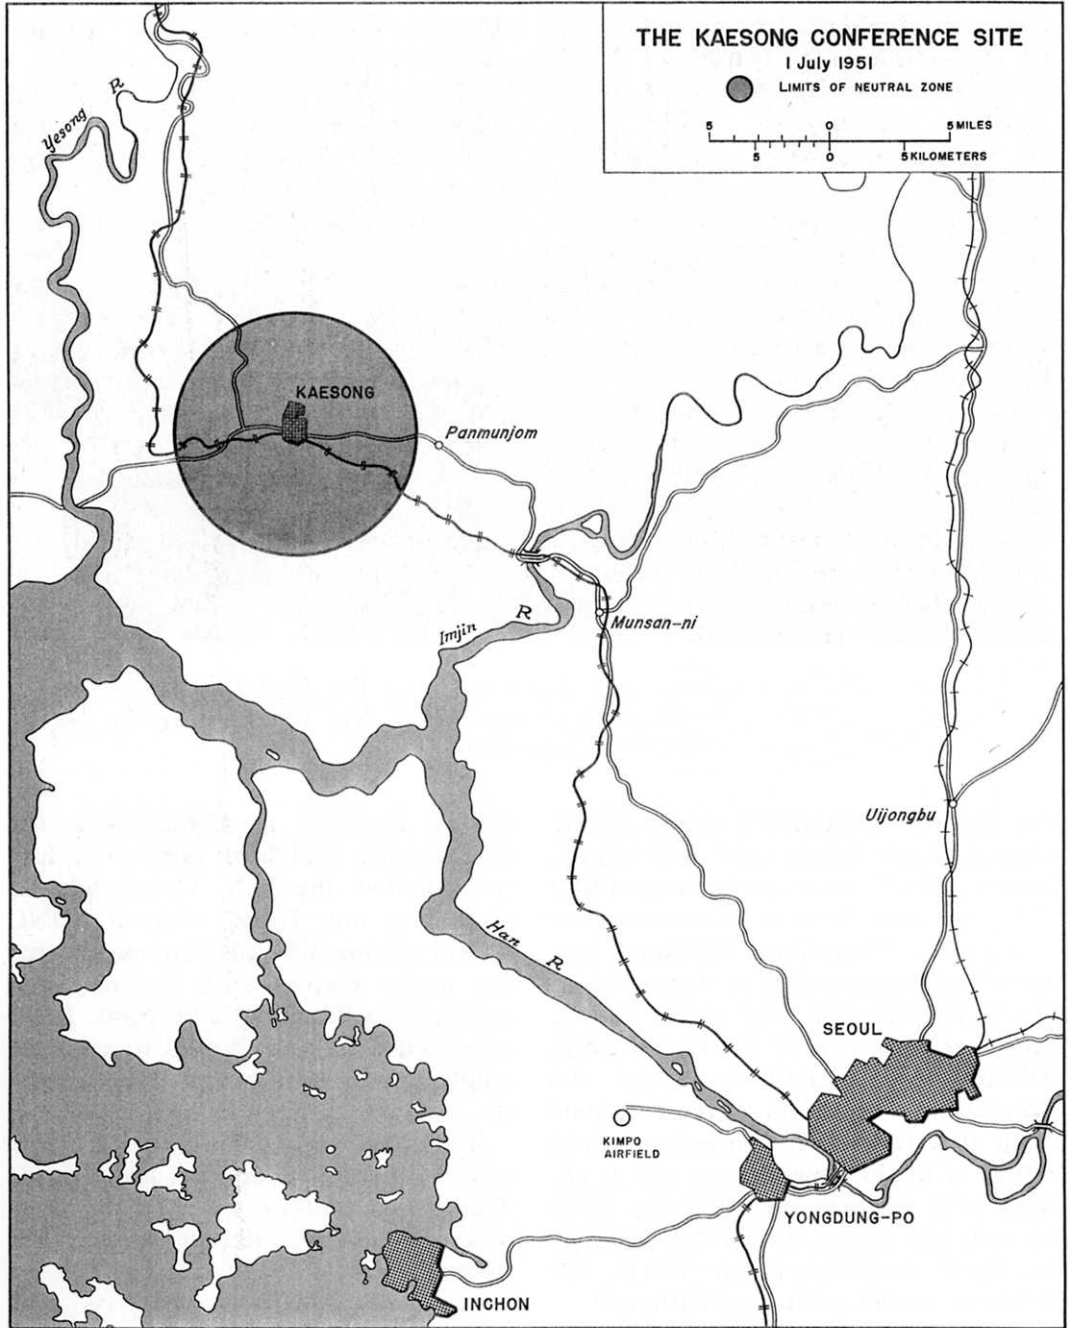 THE KAESONG CONFERENCE SITE
1 July 1951
LIMITS OF NEUTRAL ZONE
5 0 5 MILES
5 0 5 KILOMETERS
Yesong R
KAESONG
Panmunjom
Imjin R
Munsan-ni
Uijongbu
Han R
SEOUL
KIMPO
AIRFIELD
YONGDUNG-PO
INCHON